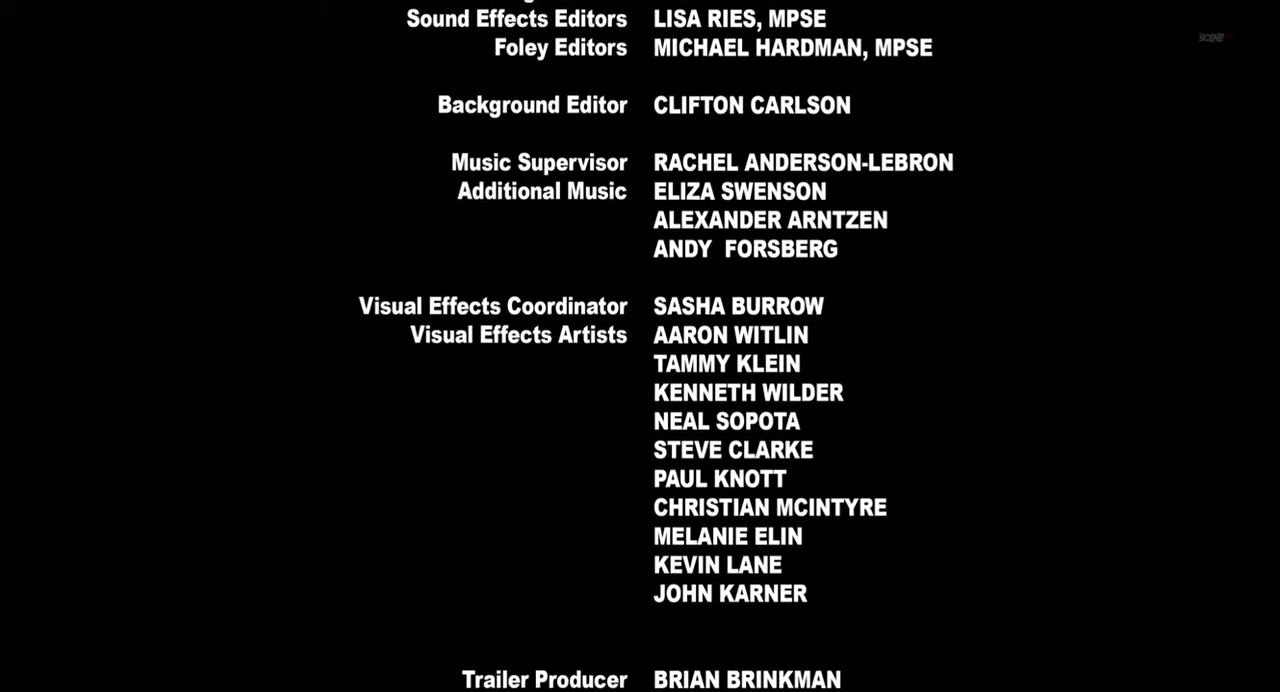 Sound Effects Editors LISA RIES, MPSE
Foley Editors MICHAEL HARDMAN, MPSE
Background Editor CLIFTON CARLSON
Music Supervisor RACHEL ANDERSON-LEBRON
Additional Music ELIZA SWENSON
ALEXANDER ARNTZEN
ANDY  FORSBERG
Visual Effects Coordinator SASHA BURROW
Visual Effects Artists AARON WITLIN
TAMMY KLEIN
KENNETH WILDER
NEAL SOPOTA
STEVE CLARKE
PAUL KNOTT
CHRISTIAN MCINTYRE
MELANIE ELIN
KEVIN LANE
JOHN KARNER
Trailer Producer BRIAN BRINKMAN